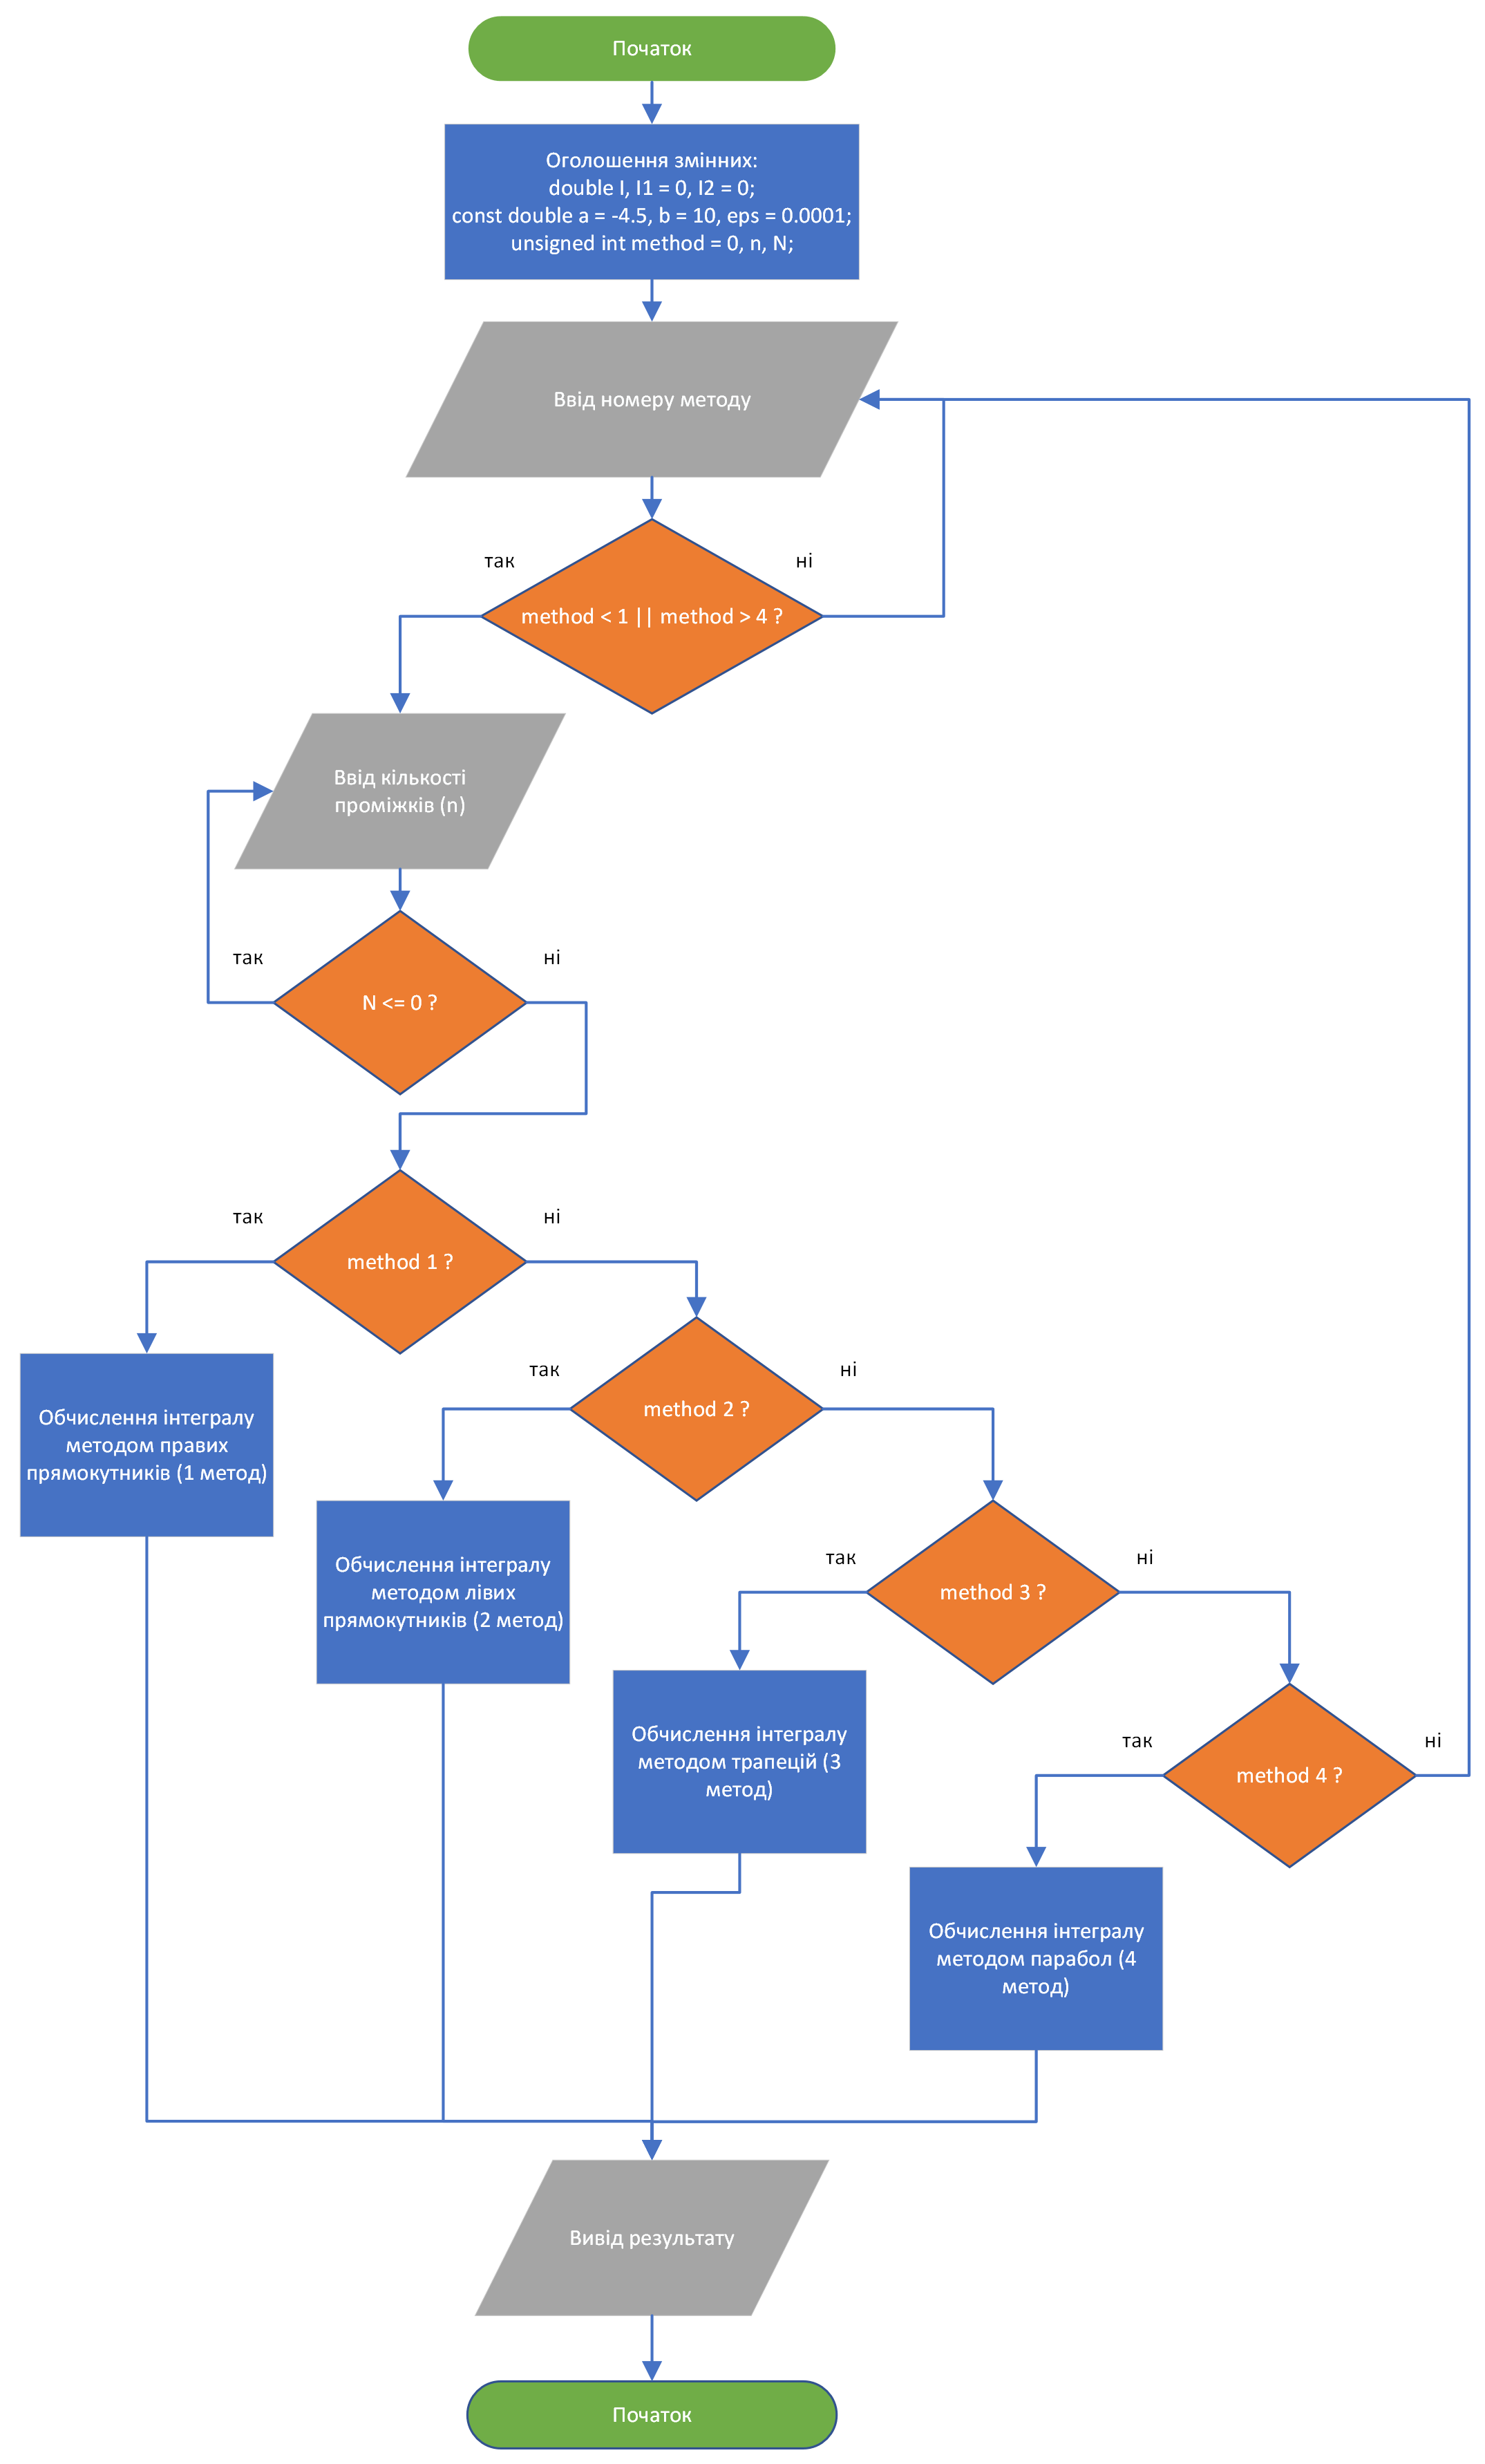 Початок
Оголошення змінних:
double I, I1 = 0, I2 = 0;
const double a = -4.5, b = 10, eps = 0.0001;
unsigned int method = 0, n, N;
Ввід номеру методу
так
ні
method < 1 || method > 4 ?
Ввід кількості
проміжків (n)
так
ні
N <= 0 ?
так
ні
method 1 ?
так
ні
method 2 ?
Обчислення інтегралу
методом правих
прямокутників (1 метод)
так
ні
method 3 ?
Обчислення інтегралу
методом лівих
прямокутників (2 метод)
так
ні
method 4 ?
Обчислення інтегралу
методом трапецій (3
метод)
Обчислення інтегралу
методом парабол (4
метод)
Вивід результату
Початок